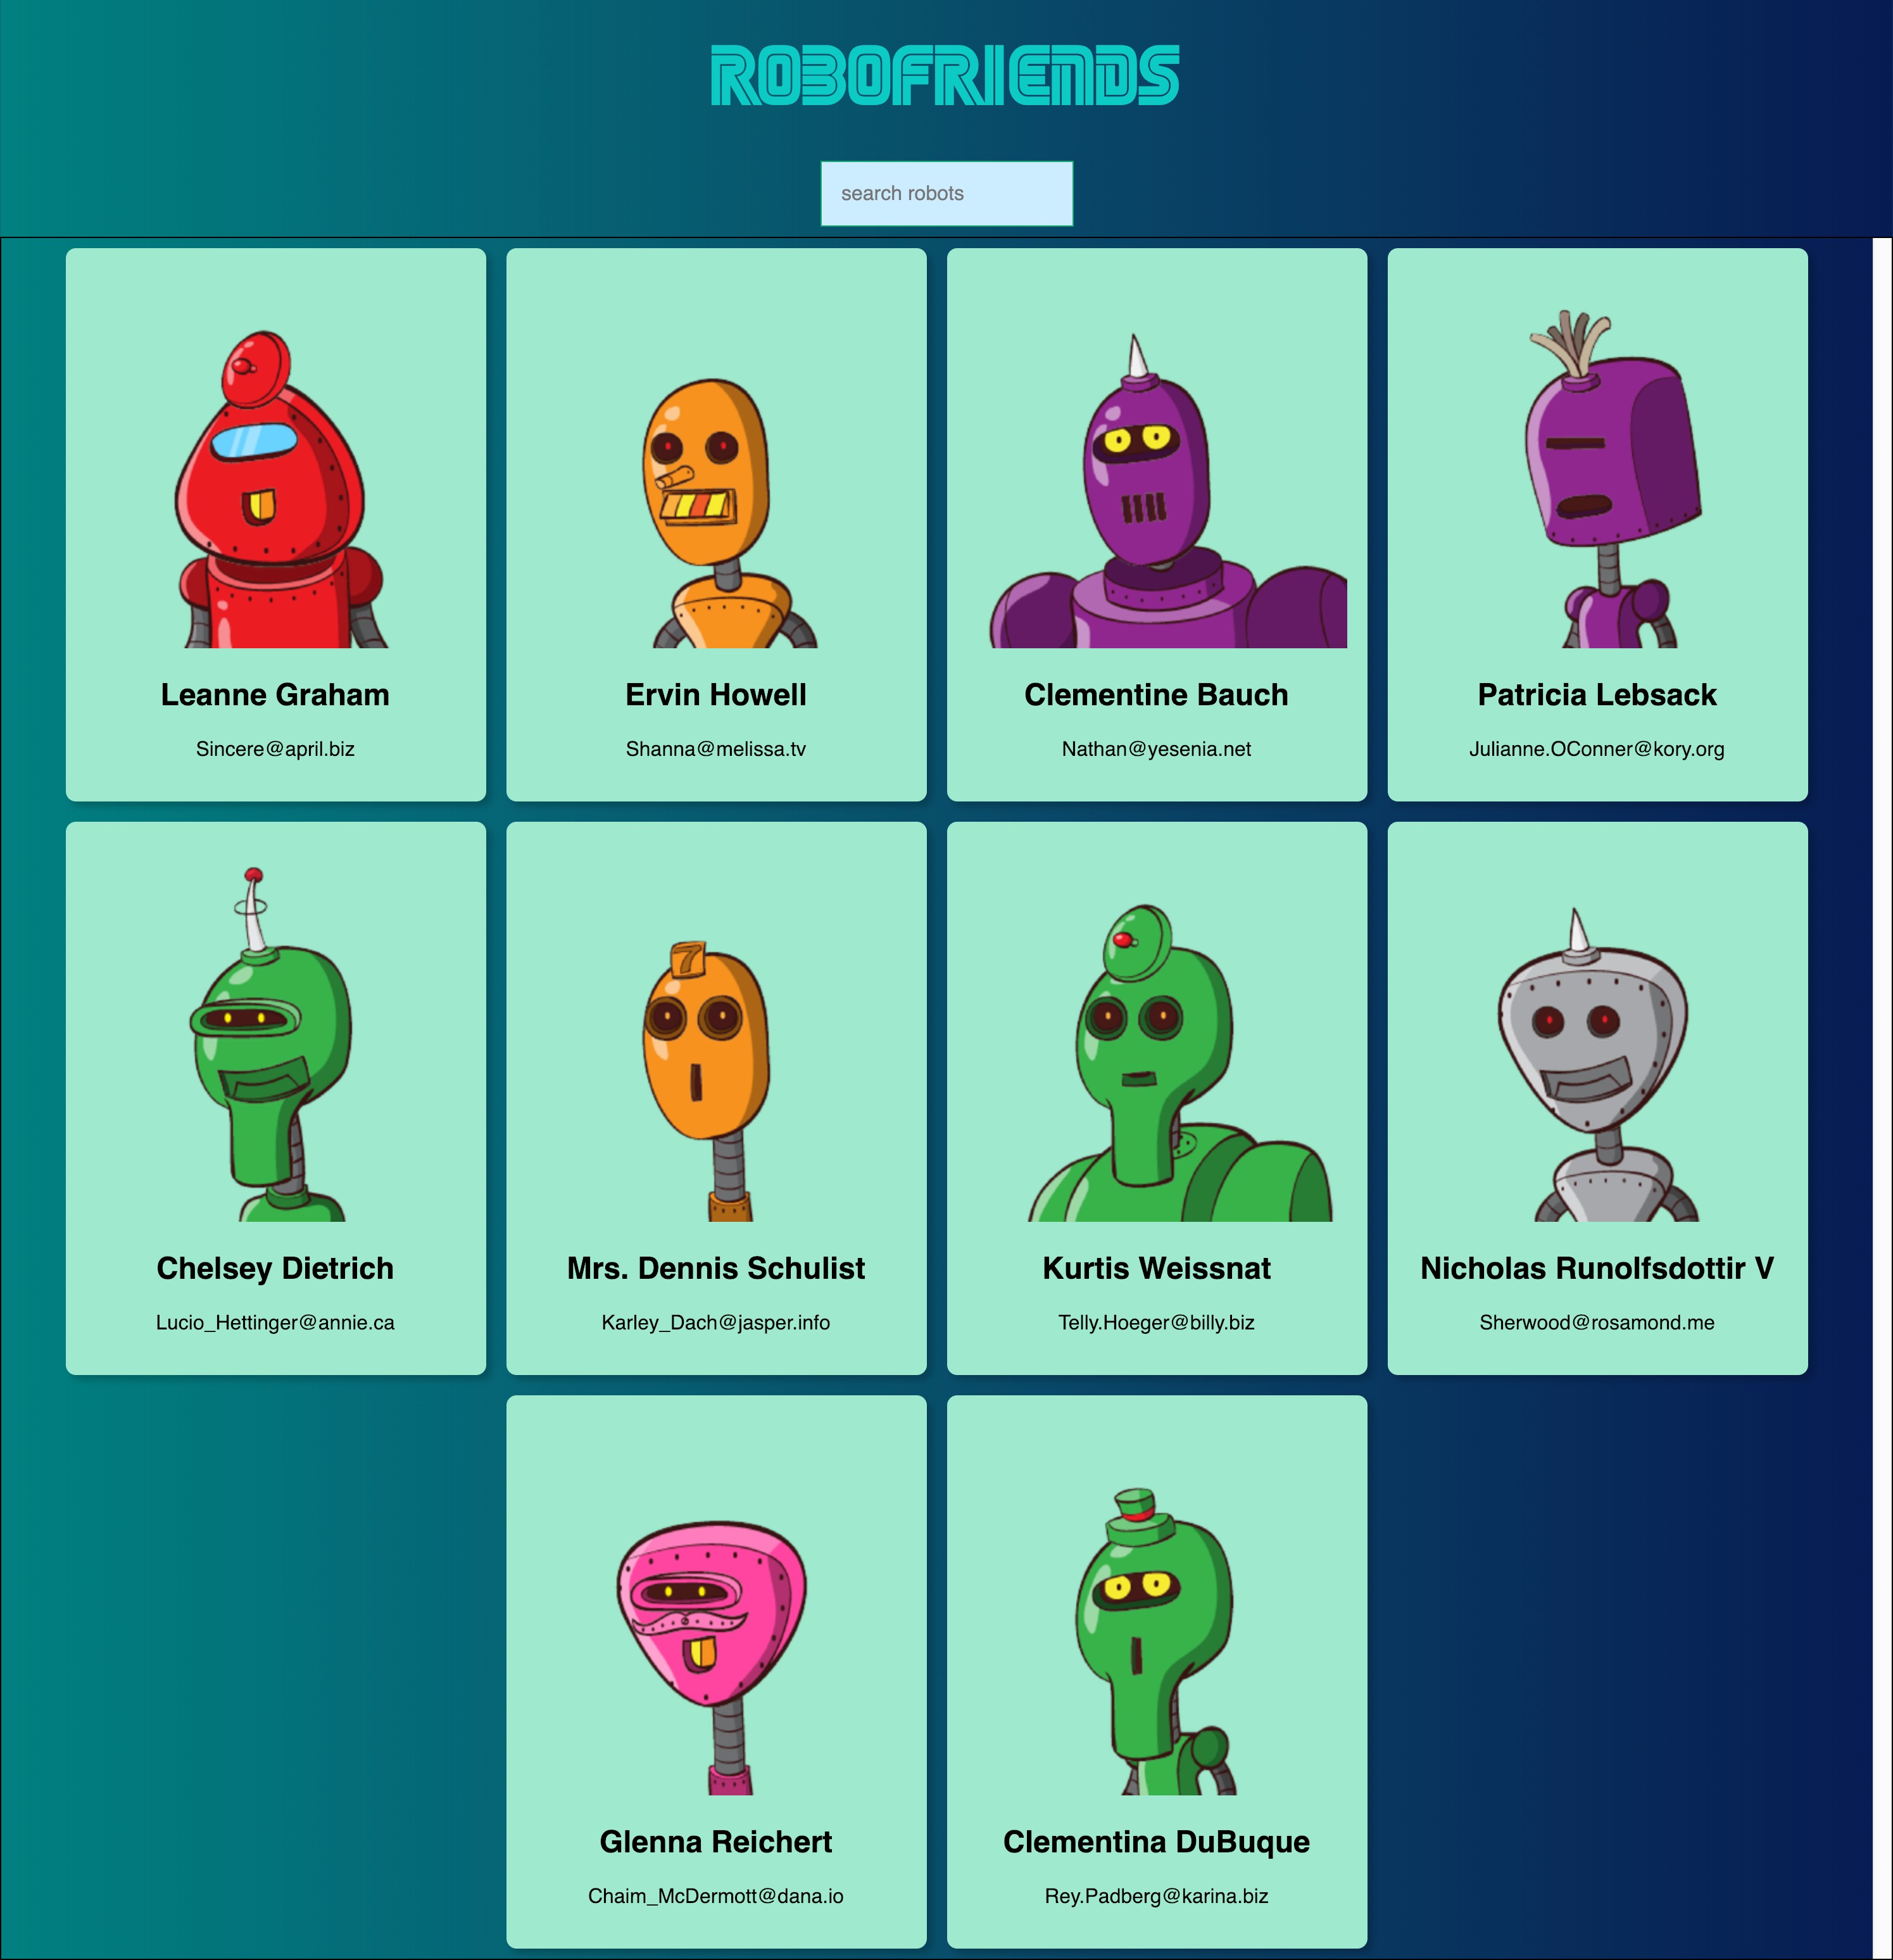 ROBOFRIENDS
search robots
Leanne Graham
Sincere@april.biz
Ervin Howell
Shanna@melissa.tv
Clementine Bauch
Nathan@yesenia.net
Patricia Lebsack
Julianne.OConner@kory.org
Chelsey Dietrich
Lucio_Hettinger@annie.ca
7
Mrs. Dennis Schulist
Karley_Dach@jasper.info
Kurtis Weissnat
Telly.Hoeger@billy.biz
Nicholas Runolfsdottir V
Sherwood@rosamond.me
Glenna Reichert
Chaim_McDermott@dana.io
Clementina DuBuque
Rey.Padberg@karina.biz